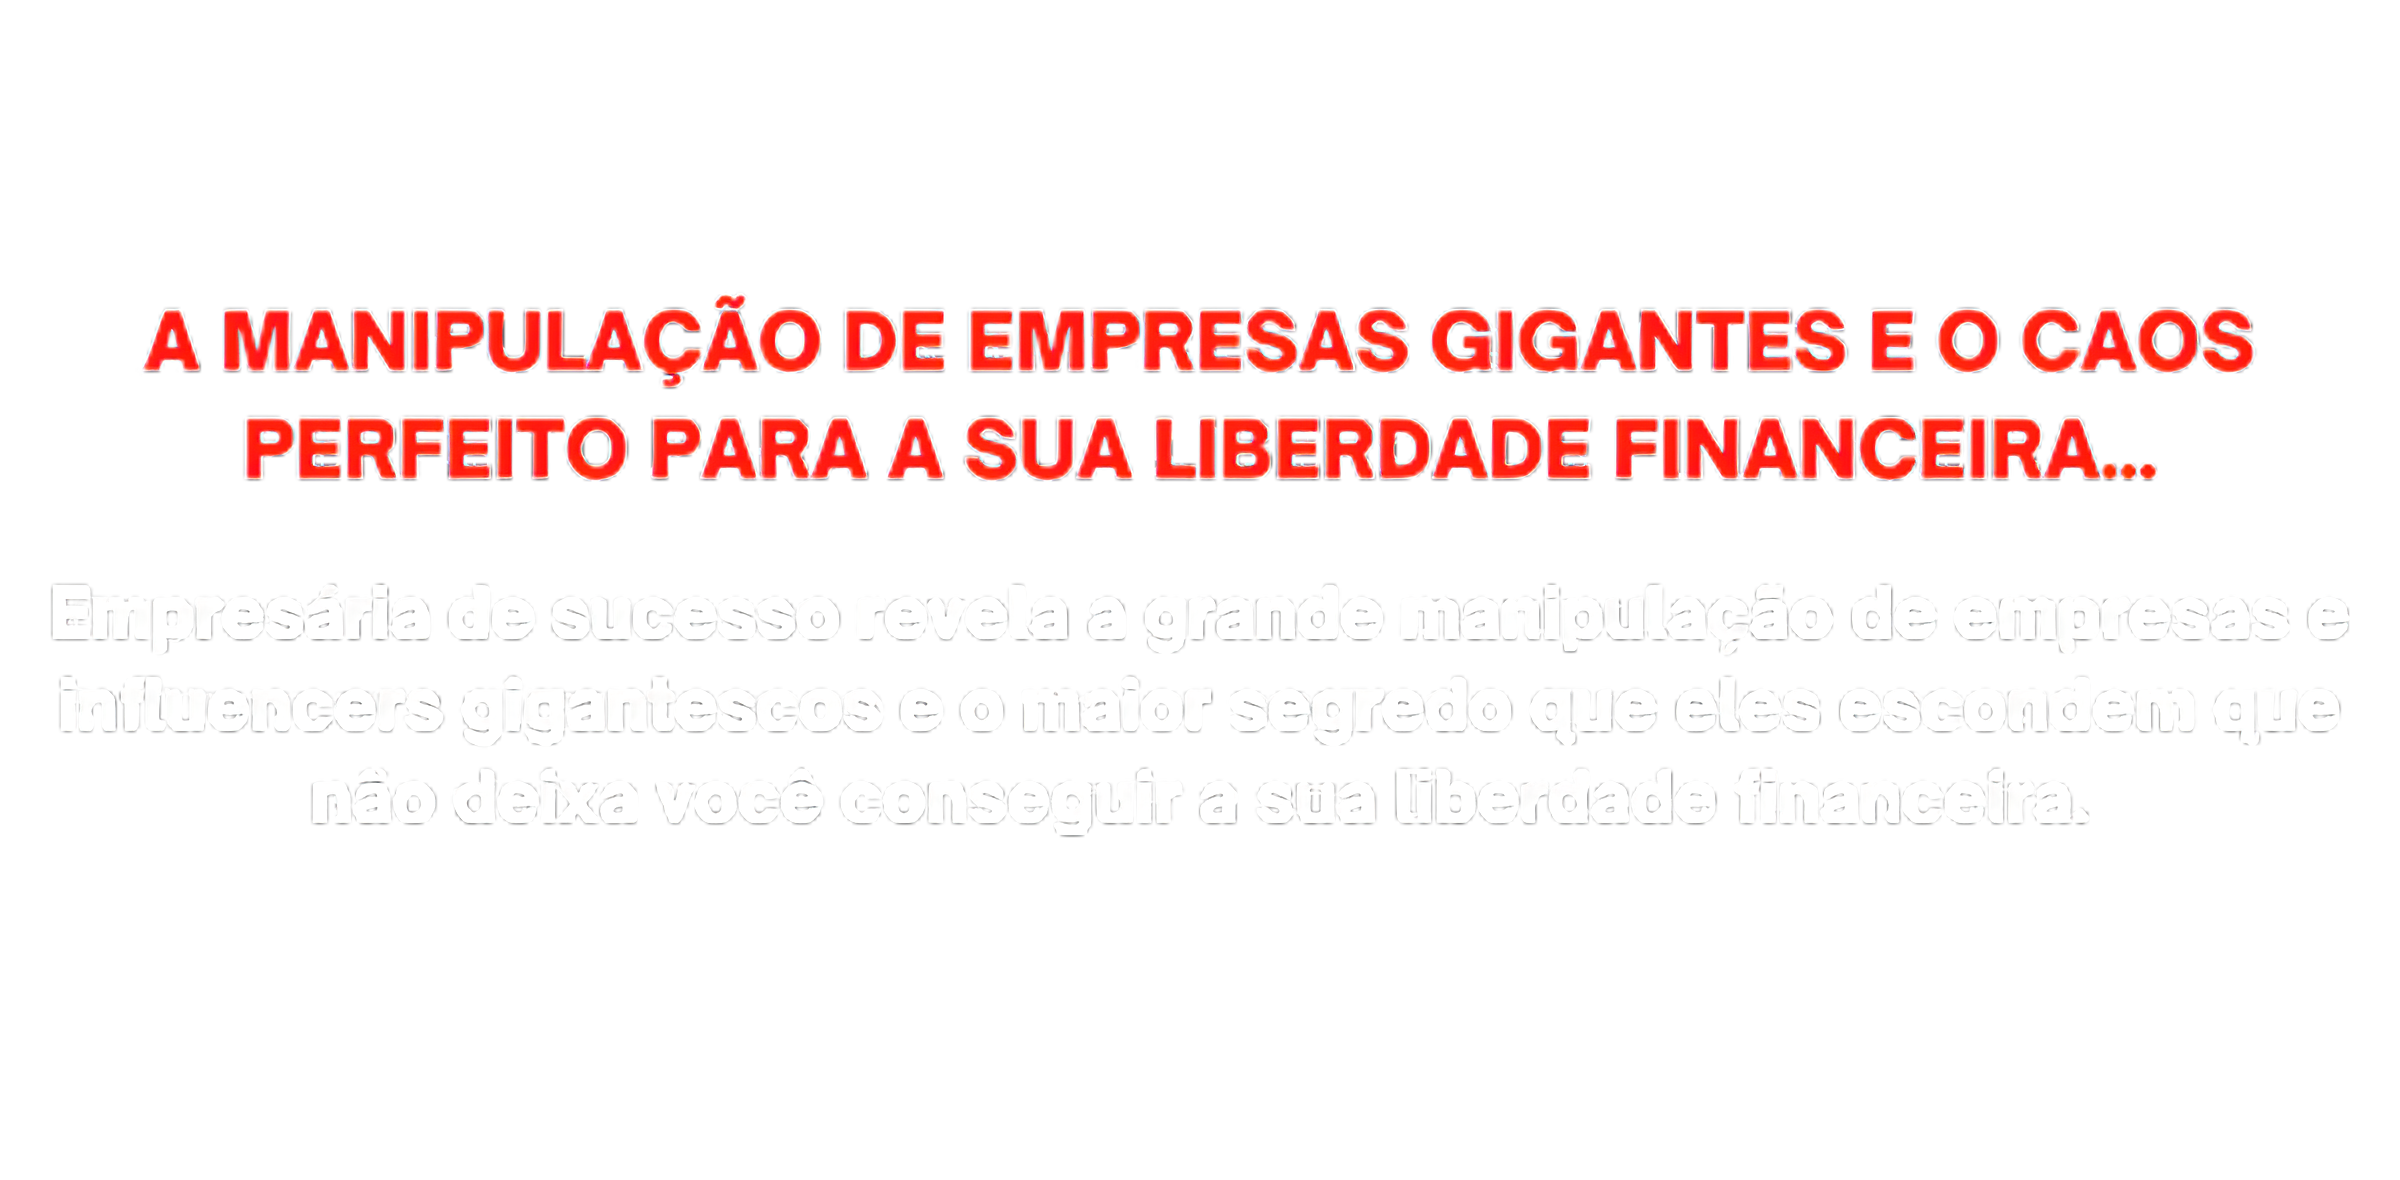 A MANIPULAÇÃO DE EMPRESAS GIGANTES E O CAOS
PERFEITO PARA A SUA LIBERDADE FINANCEIRA...
Empresária de sucesso revela a grande manipulação de empresas e
influencers gigantescos e o maior segredo que eles escondem que
não deixa você conseguir a sua liberdade financeira.